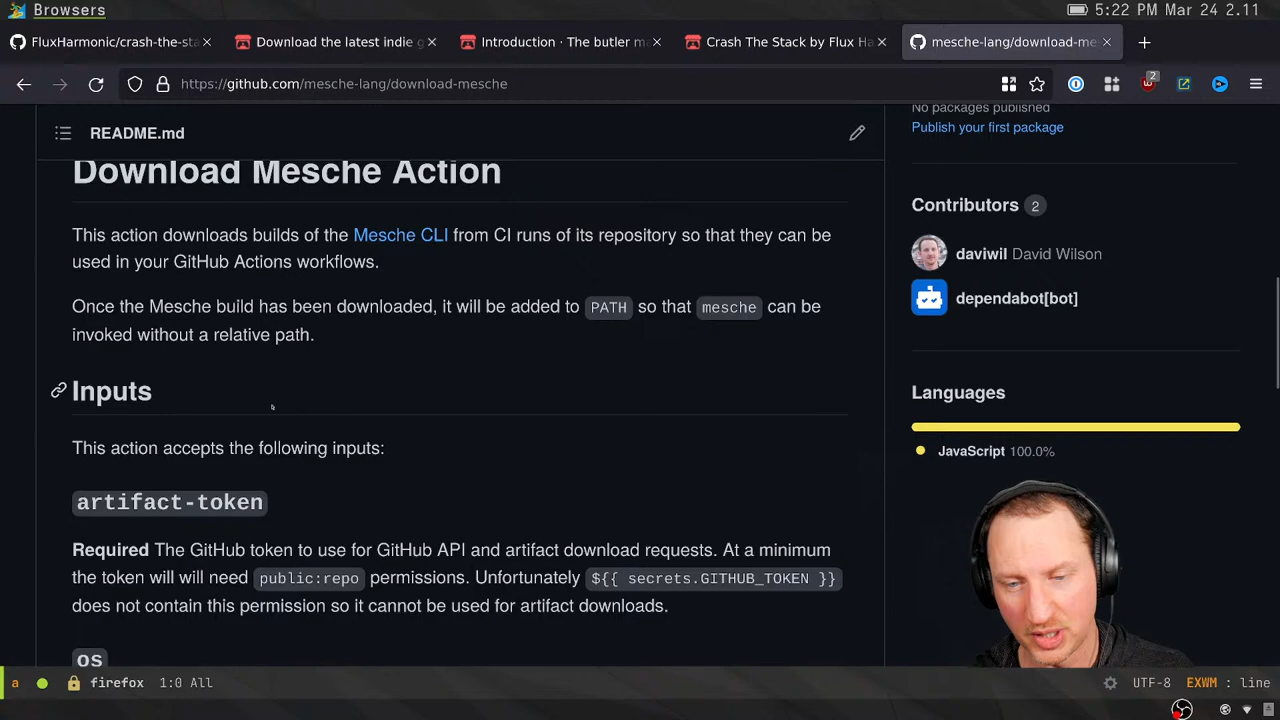 Browsers
5:22 PM Mar 24 2.11
FluxHarmonic/crash-the-sta
Download the latest indie g
Introduction · The butler ma
Crash The Stack by Flux Ha
mesche-lang/download-me
https://github.com/mesche-lang/download-mesche
2
README.md
Download Mesche Action
This action downloads builds of the Mesche CLI from CI runs of its repository so that they can be
used in your GitHub Actions workflows.
Once the Mesche build has been downloaded, it will be added to PATH so that mesche can be
invoked without a relative path.
Inputs
This action accepts the following inputs:
artifact-token
Required The GitHub token to use for GitHub API and artifact download requests. At a minimum
the token will will need public:repo permissions. Unfortunately ${{ secrets.GITHUB_TOKEN }}
does not contain this permission so it cannot be used for artifact downloads.
os
No packages published
Publish your first package
Contributors 2
daviwil David Wilson
dependabot[bot]
Languages
JavaScript 100.0%
a firefox 1:0 All
UTF-8 EXWM : line